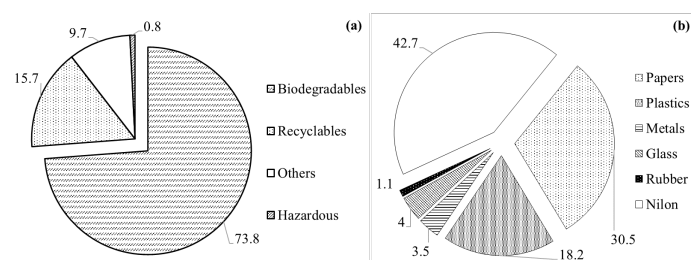 (a)
0.8
9.7
15.7
73.8
Biodegradables
Recyclables
Others
Hazardous
(b)
42.7
1.1
4
3.5
18.2
30.5
Papers
Plastics
Metals
Glass
Rubber
Nilon